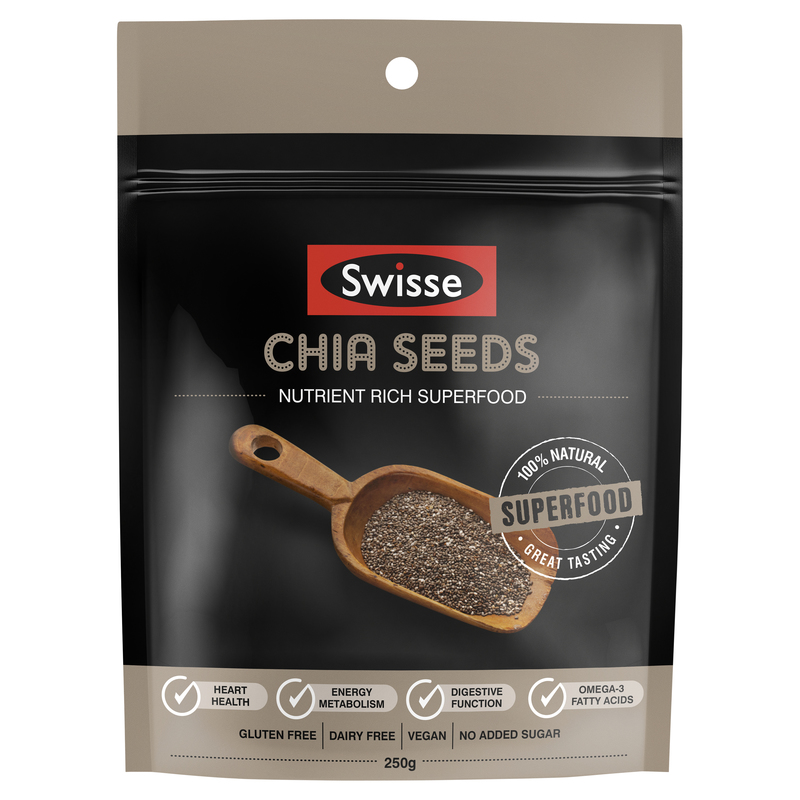 Swisse
CHIA SEEDS
NUTRIENT RICH SUPERFOOD
100% NATURAL
SUPERFOOD
• GREAT TASTING •
HEART
HEALTH
ENERGY
METABOLISM
DIGESTIVE
FUNCTION
OMEGA-3
FATTY ACIDS
GLUTEN FREE | DAIRY FREE | VEGAN | NO ADDED SUGAR
250g